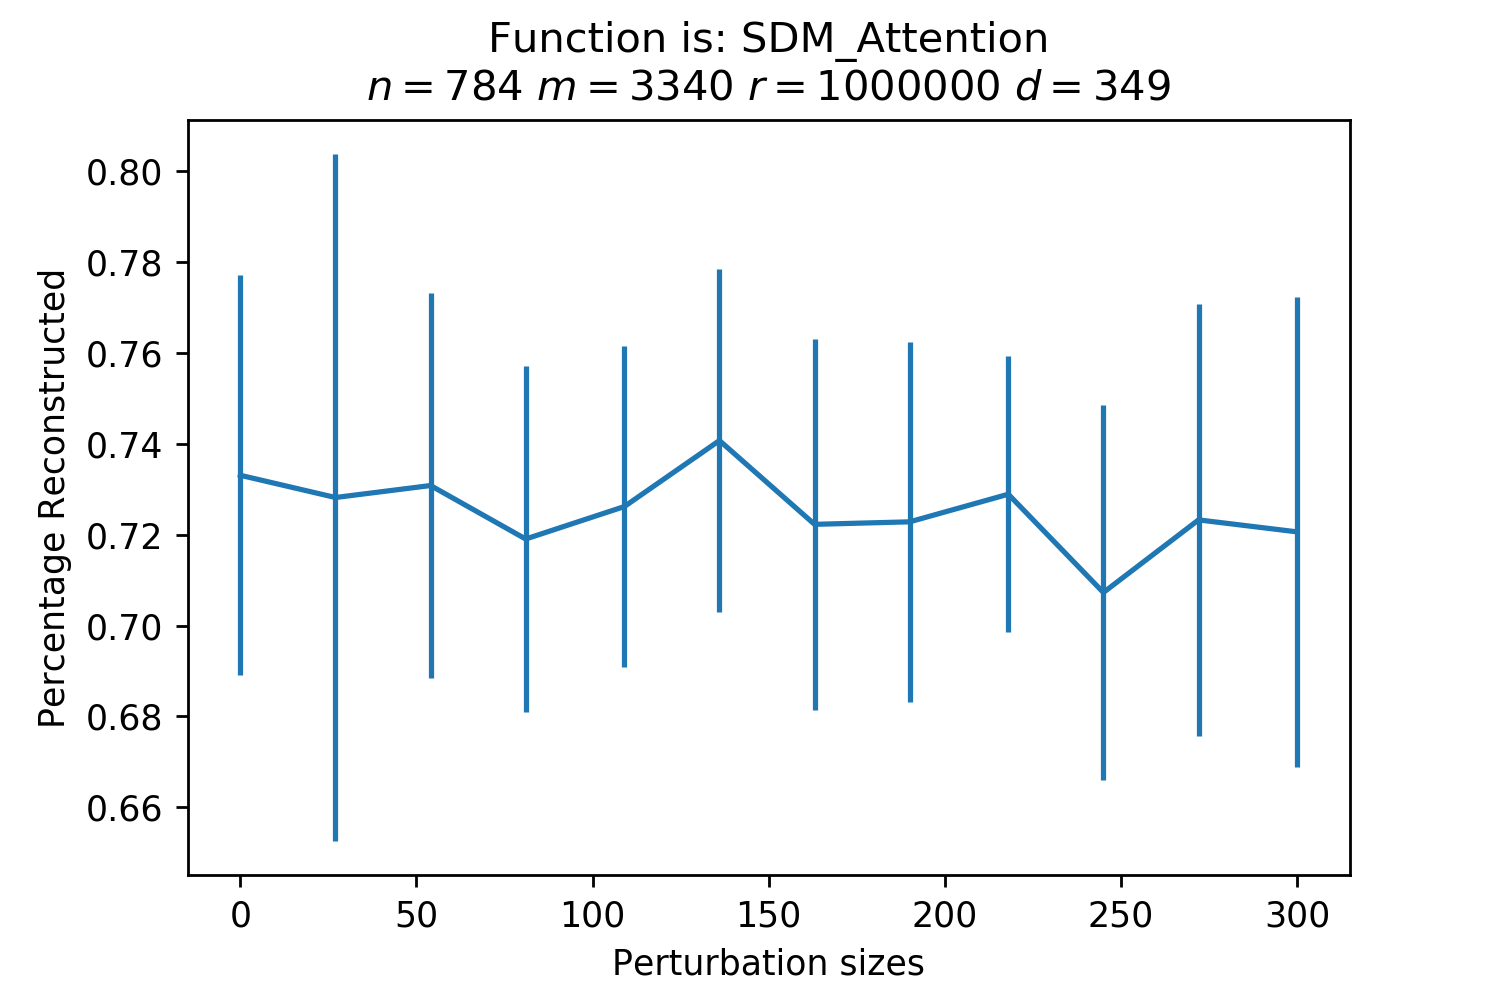 Function is: SDM_Attention
n = 784 m = 3340 r = 1000000 d = 349
Percentage Reconstructed
0.80
0.78
0.76
0.74
0.72
0.70
0.68
0.66
0 50 100 150 200 250 300
Perturbation sizes